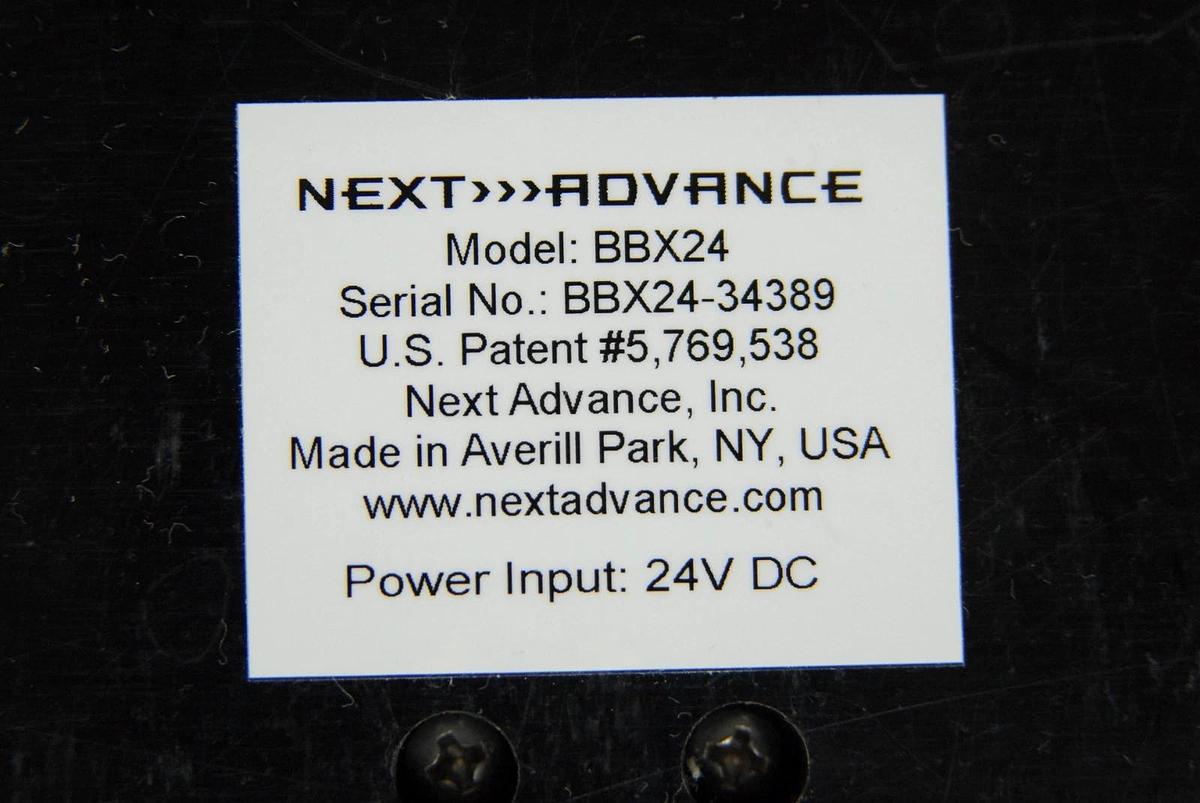 NEXT>>>ADVANCE
Model: BBX24
Serial No.: BBX24-34389
U.S. Patent #5,769,538
Next Advance, Inc.
Made in Averill Park, NY, USA
www.nextadvance.com
Power Input: 24V DC